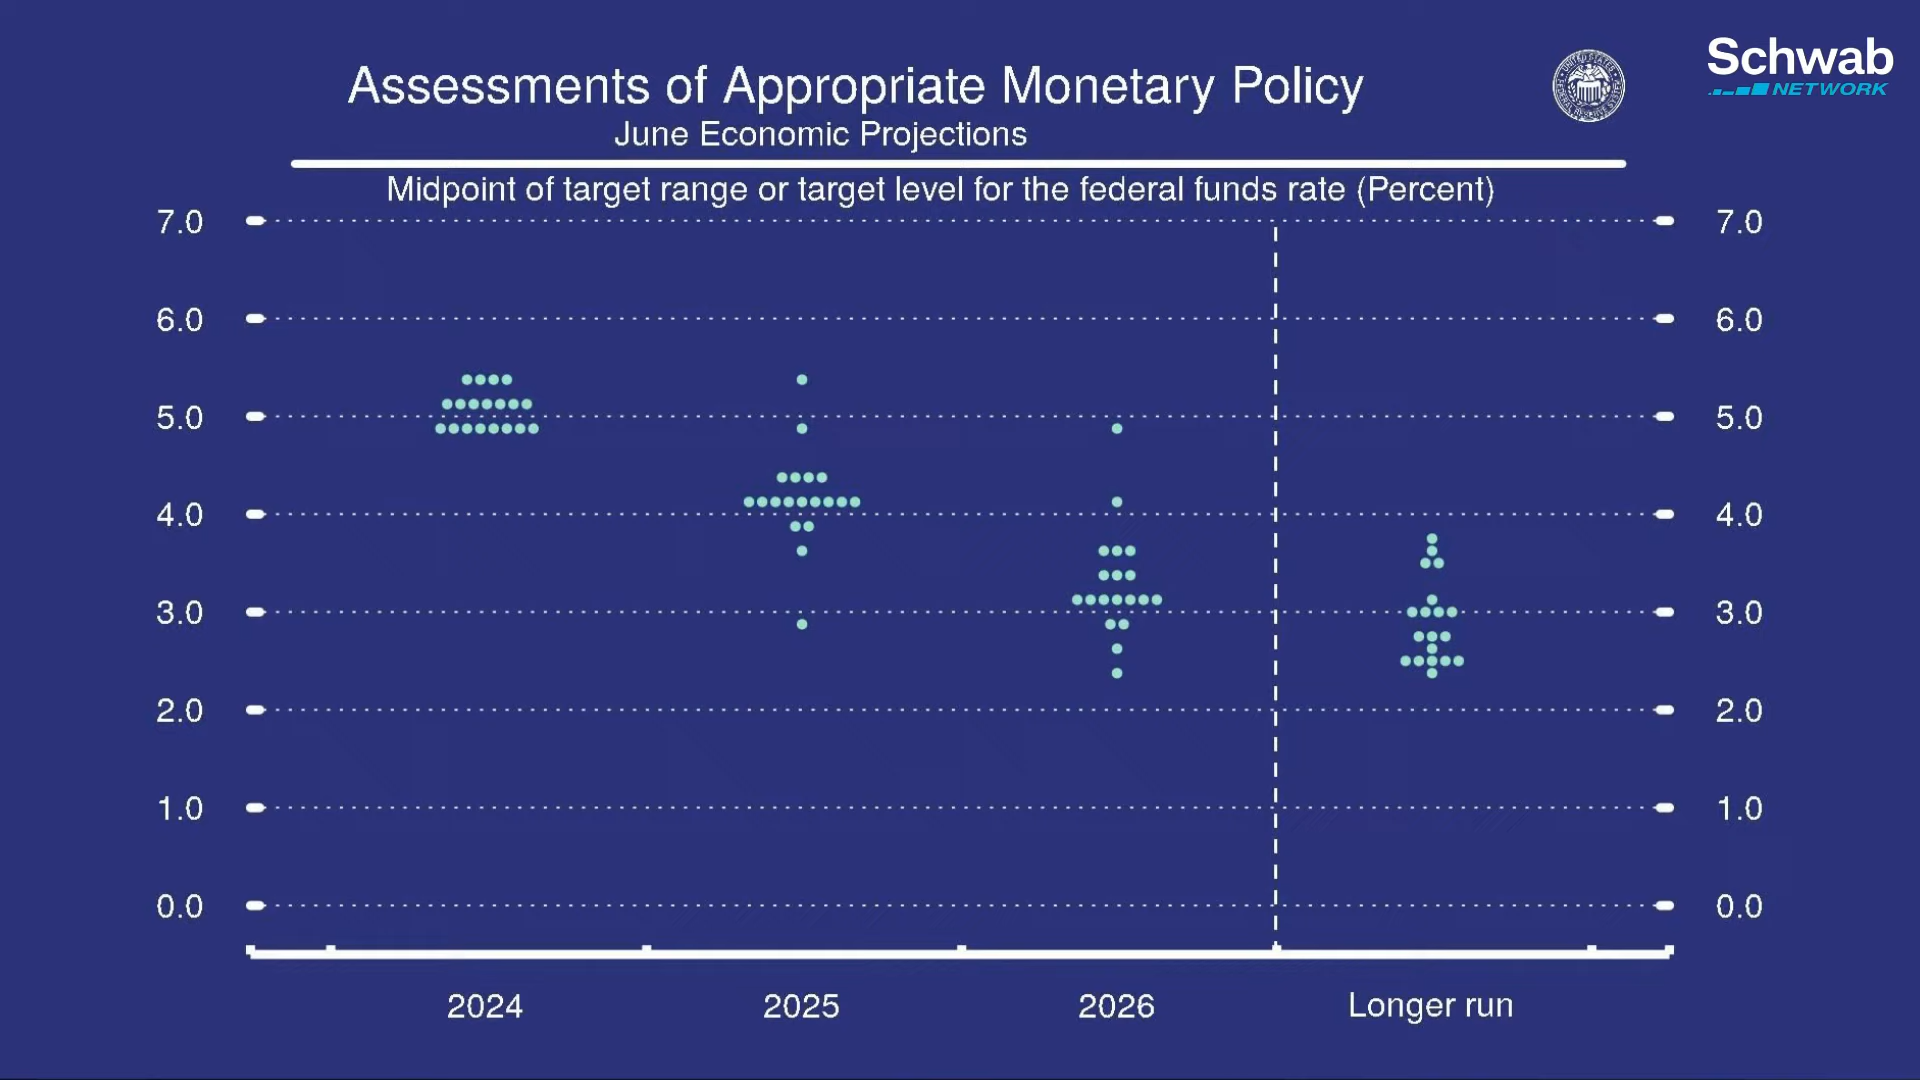 Schwab
NETWORK
Assessments of Appropriate Monetary Policy
June Economic Projections
Midpoint of target range or target level for the federal funds rate (Percent)
7.0 7.0
6.0 6.0
5.0 5.0
4.0 4.0
3.0 3.0
2.0 2.0
1.0 1.0
0.0 0.0
2024 2025 2026 Longer run